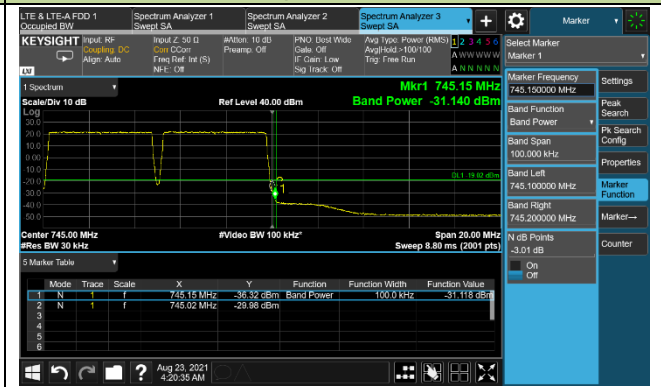 LTE & LTE-A FDD 1
Occupied BW
Spectrum Analyzer 1
Swept SA
Spectrum Analyzer 2
Swept SA
Spectrum Analyzer 3
Swept SA
+
Marker
KEYSIGHT
Input: RF
Coupling: DC
Align: Auto
Input Z: 50 Ω
Corr CCorr
Freq Ref: Int (S)
NFE: Off
#Atten: 10 dB
Preamp: Off
PNO: Best Wide
Gate: Off
IF Gain: Low
Sig Track: Off
Avg Type: Power (RMS)
Avg|Hold:>100/100
Trig: Free Run
1 2 3 4 5 6
A W W W W W
A N N N N N
LXI
Select Marker
Marker 1
1 Spectrum
Scale/Div 10 dB
Log
Ref Level 40.00 dBm
Mkr1 745.15 MHz
Band Power -31.140 dBm
30.0
20.0
10.0
0.00
-10.0
-20.0
-30.0
-40.0
-50.0
DL1 -19.02 dBm
1
Center 745.00 MHz
#Res BW 30 kHz
#Video BW 100 kHz*
Span 20.00 MHz
Sweep 8.80 ms (2001 pts)
Marker Frequency
745.150000 MHz
Band Function
Band Power
Band Span
100.000 kHz
Band Left
745.100000 MHz
Band Right
745.200000 MHz
N dB Points
-3.01 dB
On
Off
Settings
Peak
Search
Pk Search
Config
Properties
Marker
Function
Marker→
Counter
5 Marker Table
Mode Trace Scale X Y Function Function Width Function Value
1 N 1 f 745.15 MHz -36.32 dBm Band Power 100.0 kHz -31.118 dBm
2 N 1 f 745.02 MHz -29.98 dBm
3
4
5
6
?
Aug 23, 2021
4:20:35 AM